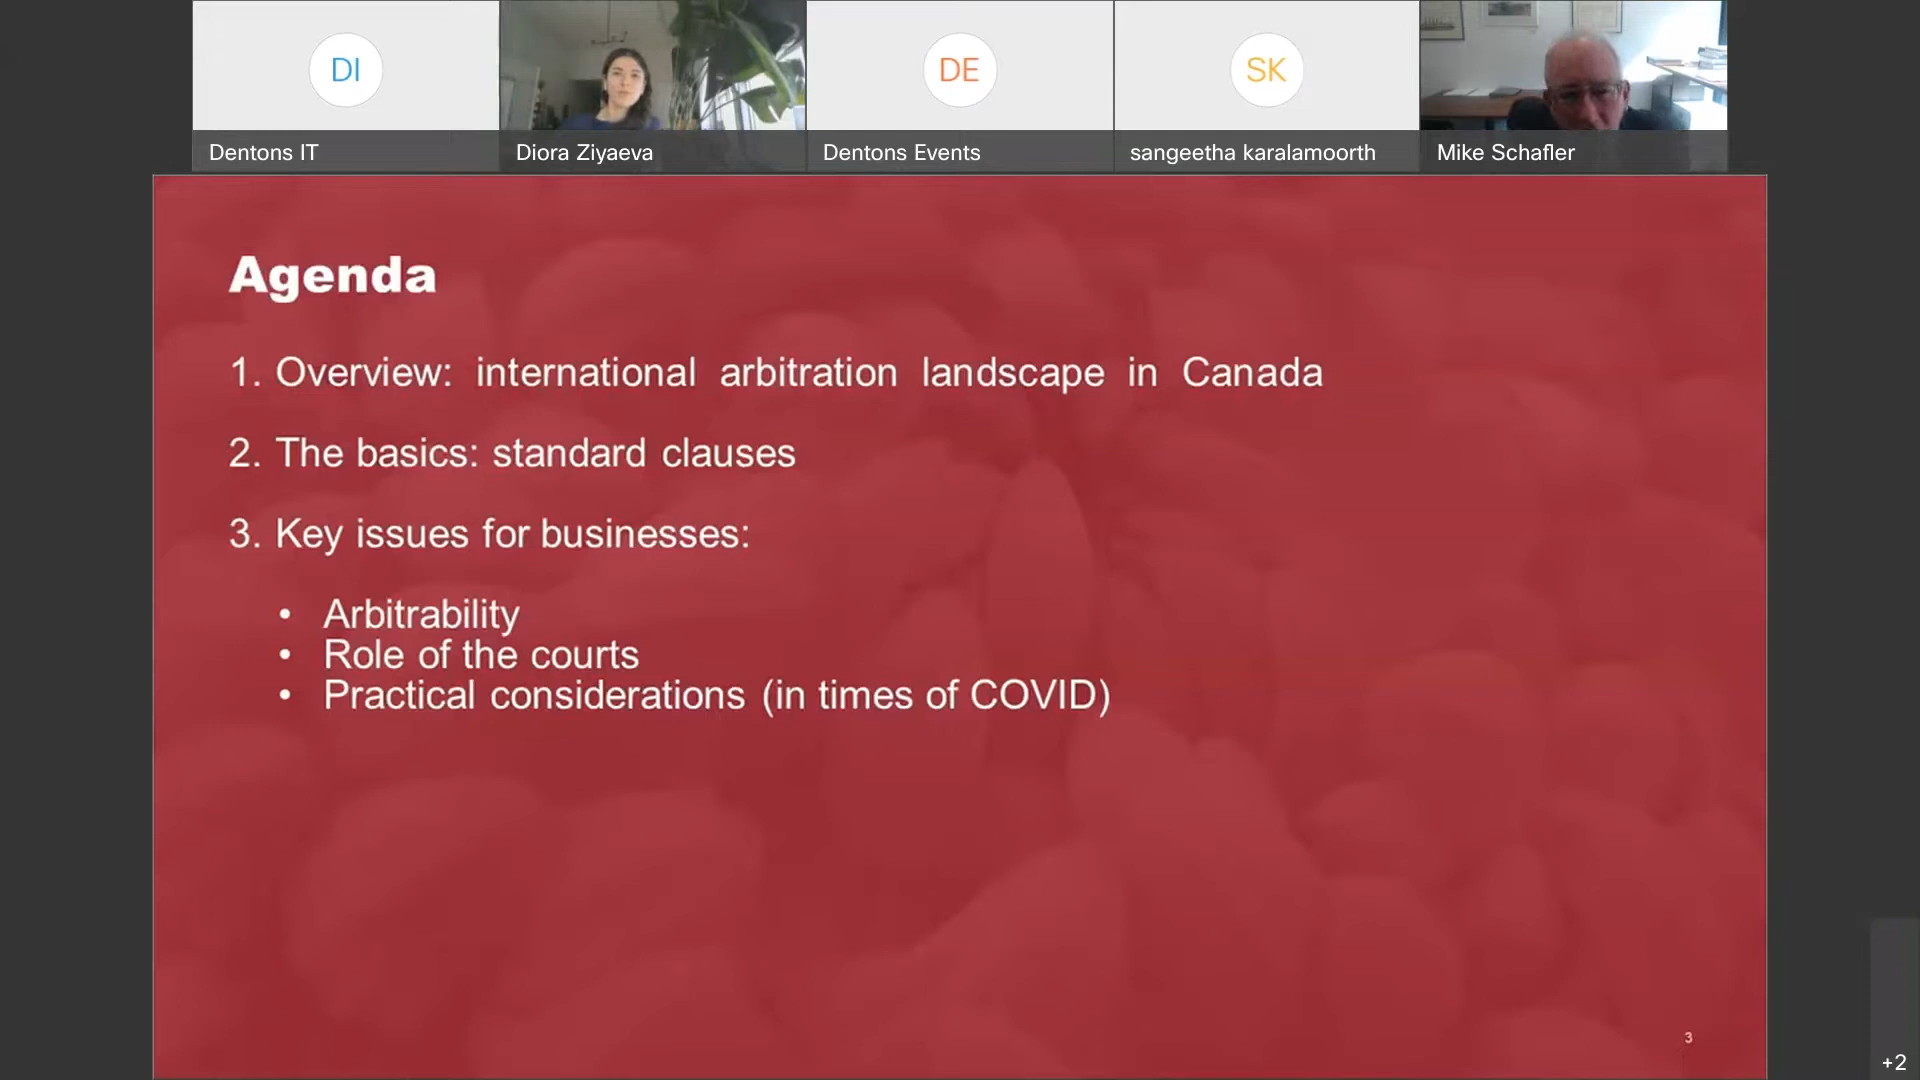 DI
DE
SK
Dentons IT
Diora Ziyaeva
Dentons Events
sangeetha karalamoorth
Mike Schafler
Agenda
1. Overview: international arbitration landscape in Canada
2. The basics: standard clauses
3. Key issues for businesses:
• Arbitrability
• Role of the courts
• Practical considerations (in times of COVID)
3
+2